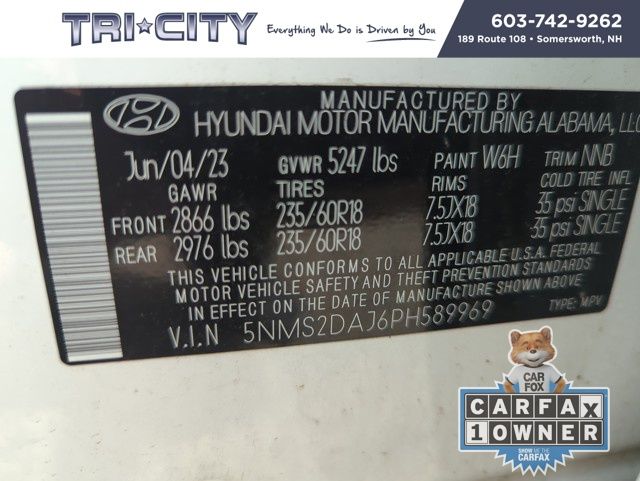 TRI★CITY
Everything We Do is Driven by You!
603-742-9262
189 Route 108 • Somersworth, NH
MANUFACTURED BY
HYUNDAI MOTOR MANUFACTURING ALABAMA, LLC
Jun/04/23 GVWR 5247 lbs PAINT W6H TRIM NNB
GAWR TIRES RIMS COLD TIRE INFL
FRONT 2866 lbs 235/60R18 7.5JX18 35 psi SINGLE
REAR 2976 lbs 235/60R18 7.5JX18 35 psi SINGLE
THIS VEHICLE CONFORMS TO ALL APPLICABLE U.S.A. FEDERAL
MOTOR VEHICLE SAFETY AND THEFT PREVENTION STANDARDS
IN EFFECT ON THE DATE OF MANUFACTURE SHOWN ABOVE.
V.I.N 5NMS2DAJ6PH589969 TYPE: MPV
CAR
FOX
CARFAX
1 OWNER
SHOW ME THE
CARFAX